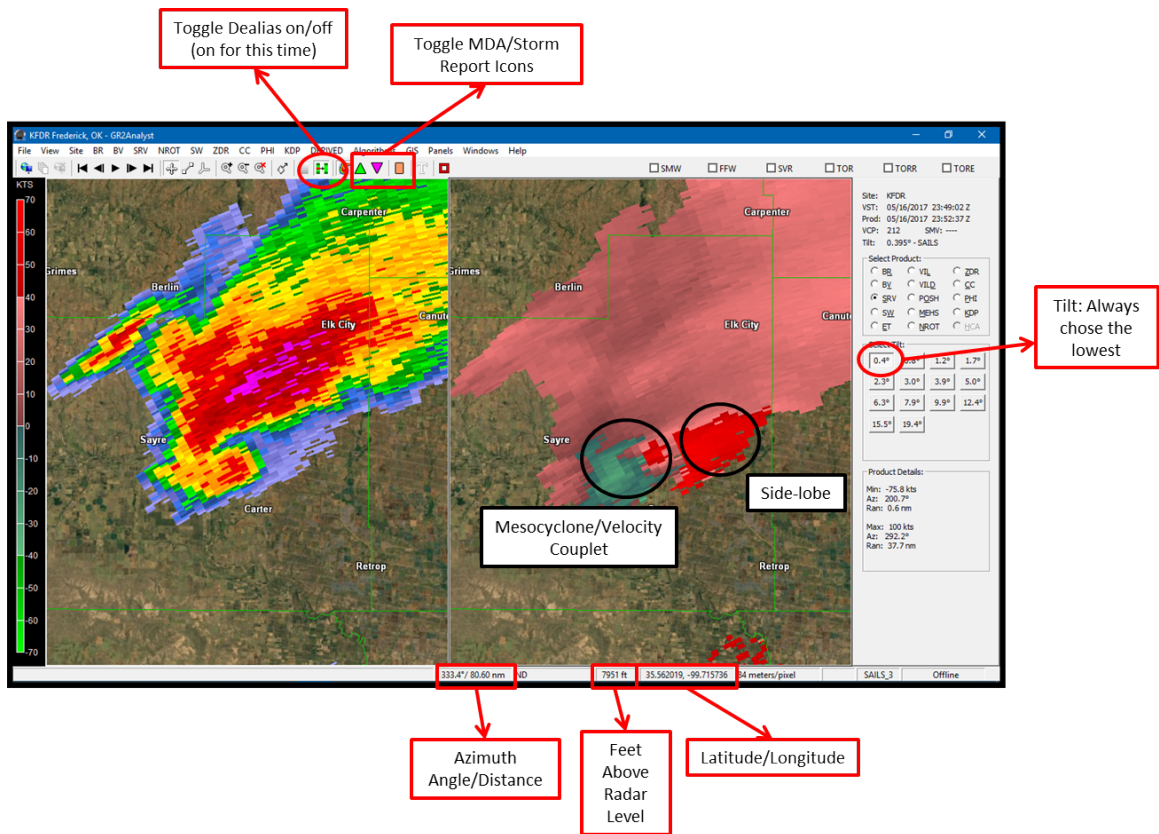 Toggle Dealias on/off
(on for this time)
Toggle MDA/Storm
Report Icons
KFDR Frederick, OK - GR2Analyst
File View Site BR BV SRV NROT SW ZDR CC PHI KDP DERIVED Algorithms GIS Panels Windows Help
SMW FFW SVR TOR TORR TORE
KTS
70
60
50
40
30
20
10
0
-10
-20
-30
-40
-50
-60
-70
Carpenter
Grimes
Berlin
Elk City
Canute
Sayre
Carter
Carpenter
Grimes
Berlin
Elk City
Canute
Sayre
Retrop
Retrop
Mesocyclone/Velocity
Couplet
Side-lobe
Site: KFDR
VST: 05/16/2017 23:49:02 Z
Prod: 05/16/2017 23:52:37 Z
VCP: 212 SMV: ----
Tilt: 0.395° - SAILS
Select Product:
BR VIL ZDR
BV VILD CC
SRV POSH PHI
SW MEHS KDP
ET NROT HCA
Select Tilt:
0.4° 0.8° 1.2° 1.7°
2.3° 3.0° 3.9° 5.0°
6.3° 7.9° 9.9° 12.4°
15.5° 19.4°
Product Details:
Min: -75.8 kts
Az: 200.7°
Ran: 0.6 nm
Max: 100 kts
Az: 292.2°
Ran: 37.7 nm
Tilt: Always
chose the
lowest
333.4°/ 80.60 nm ND 7951 ft 35.562019, -99.715736 84 meters/pixel SAILS_3 Offline
Azimuth
Angle/Distance
Feet
Above
Radar
Level
Latitude/Longitude